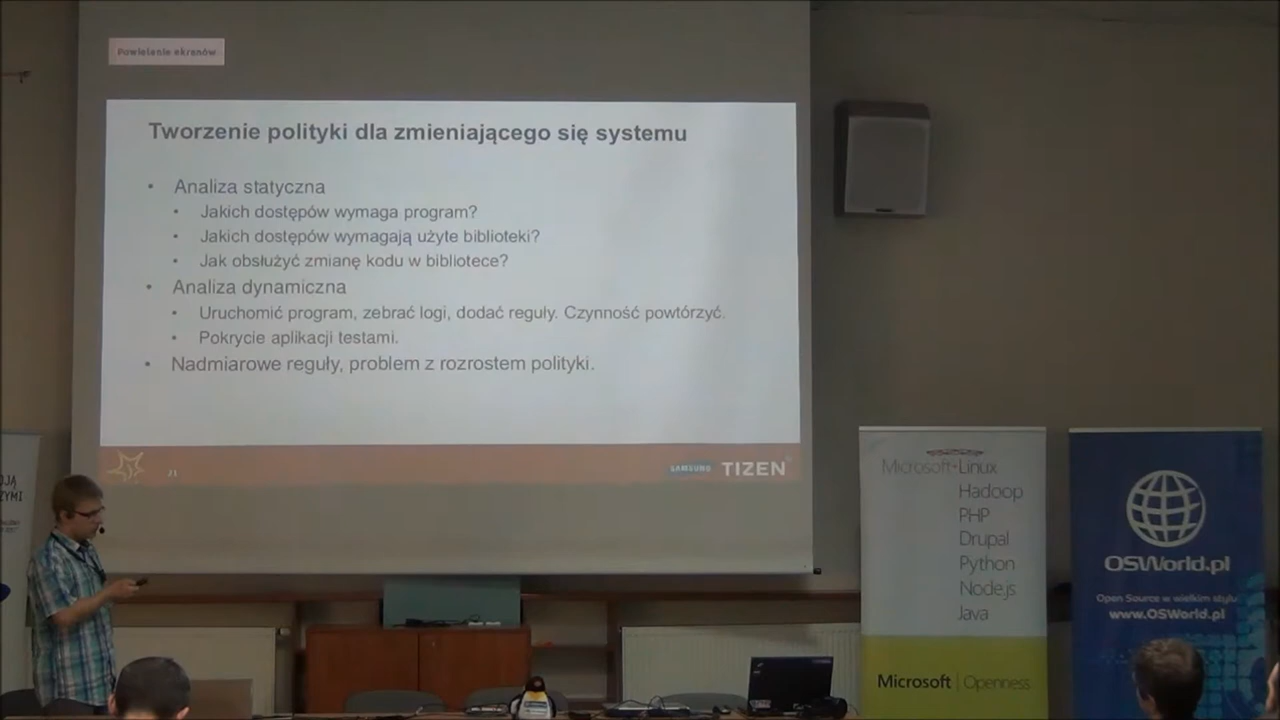 Powielanie ekranów
Tworzenie polityki dla zmieniającego się systemu
• Analiza statyczna
• Jakich dostępów wymaga program?
• Jakich dostępów wymagają użyte biblioteki?
• Jak obsłużyć zmianę kodu w bibliotece?
• Analiza dynamiczna
• Uruchomić program, zebrać logi, dodać reguły. Czynność powtórzyć.
• Pokrycie aplikacji testami.
• Nadmiarowe reguły, problem z rozrostem polityki.
21
SAMSUNG TIZEN
Microsoft+Linux
Hadoop
PHP
Drupal
Python
Node.js
Java
Microsoft | Openness
OSWorld.pl
Open Source w wielkim stylu
www.OSWorld.pl